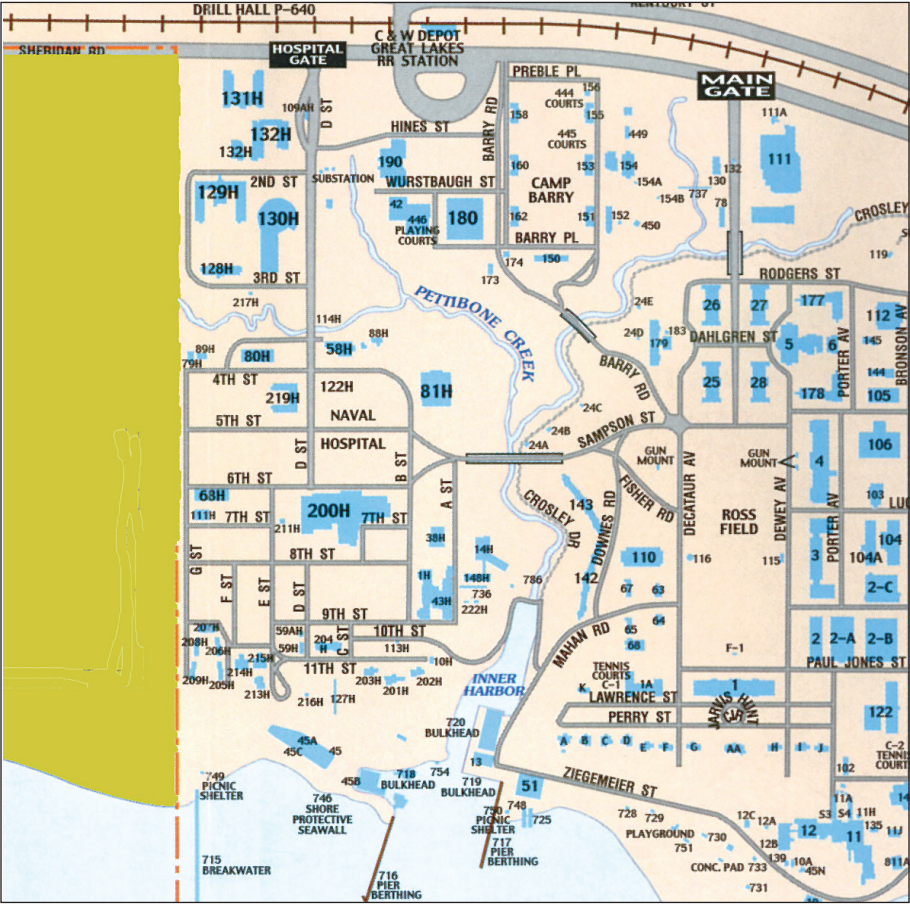 DRILL HALL P-640
KENTUCKY ST
C & W DEPOT
GREAT LAKES
RR STATION
SHERIDAN RD
HOSPITAL
GATE
MAIN
GATE
PREBLE PL
131H
109AH
D ST
132H
132H
HINES ST
BARRY RD
156
444
COURTS
158
155
445
COURTS
449
111A
111
190
160
153
154
132
SUBSTATION
2ND ST
WURSTBAUGH ST
154A
130
129H
CAMP
BARRY
737
154B
78
42
446
PLAYING
COURTS
180
130H
162
151
152
450
CROSLEY
BARRY PL
128H
3RD ST
174
150
173
119
RODGERS ST
217H
PETTIBONE CREEK
24E
26
27
177
112
114H
88H
24D
179
183
DAHLGREN ST
5
6
PORTER AV
145
BRONSON AV
89H
79H
80H
58H
BARRY RD
4TH ST
122H
81H
25
28
178
144
105
219H
NAVAL
HOSPITAL
5TH ST
24C
24B
24A
SAMPSON ST
D ST
B ST
GUN
MOUNT
GUN
MOUNT
4
106
6TH ST
A ST
68H
111H
7TH ST
200H
7TH ST
211H
CROSLEY DR
143
DOWNES RD
FISHER RD
DECATAUR AV
ROSS
FIELD
DEWEY AV
PORTER AV
103
104
104A
3
38H
14H
8TH ST
110
116
115
G ST
F ST
E ST
D ST
1H
148H
43H
736
222H
786
142
67
63
2-C
9TH ST
207H
59AH
204
H
C ST
10TH ST
64
65
68
MAHAN RD
2
2-A
2-B
208H
206H
59H
113H
215H
214H
11TH ST
10H
F-1
PAUL JONES ST
209H
205H
213H
203H
201H
202H
216H
127H
INNER
HARBOR
TENNIS
COURTS
C-1
K
1A
1
LAWRENCE ST
JARVIS HUNT
CIR
PERRY ST
122
720
BULKHEAD
45A
45C
45
A
B
C
D
E
F
G
AA
H
I
J
C-2
TENNIS
COURT
13
102
749
PICNIC
SHELTER
45B
718
BULKHEAD
754
719
BULKHEAD
51
ZIEGEMEIER ST
746
SHORE
PROTECTIVE
SEAWALL
750
PICNIC
SHELTER
748
725
717
PIER
BERTHING
728
729
PLAYGROUND
751
730
12C
12A
12B
12
11A
S3
S4
11H
135
11J
11
715
BREAKWATER
716
PIER
BERTHING
CONC. PAD
733
139
10A
45N
811A
731